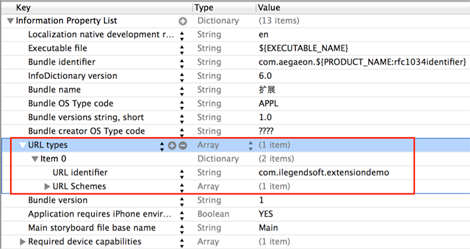 Key Type Value
Information Property List Dictionary (13 items)
Localization native development r... String en
Executable file String ${EXECUTABLE_NAME}
Bundle identifier String com.aegaeon.${PRODUCT_NAME:rfc1034identifier}
InfoDictionary version String 6.0
Bundle name String 扩展
Bundle OS Type code String APPL
Bundle versions string, short String 1.0
Bundle creator OS Type code String ????
URL types Array (1 item)
Item 0 Dictionary (2 items)
URL identifier String com.ilegendsoft.extensiondemo
URL Schemes Array (1 item)
Bundle version String 1
Application requires iPhone envir... Boolean YES
Main storyboard file base name String Main
Required device capabilities Array (1 item)